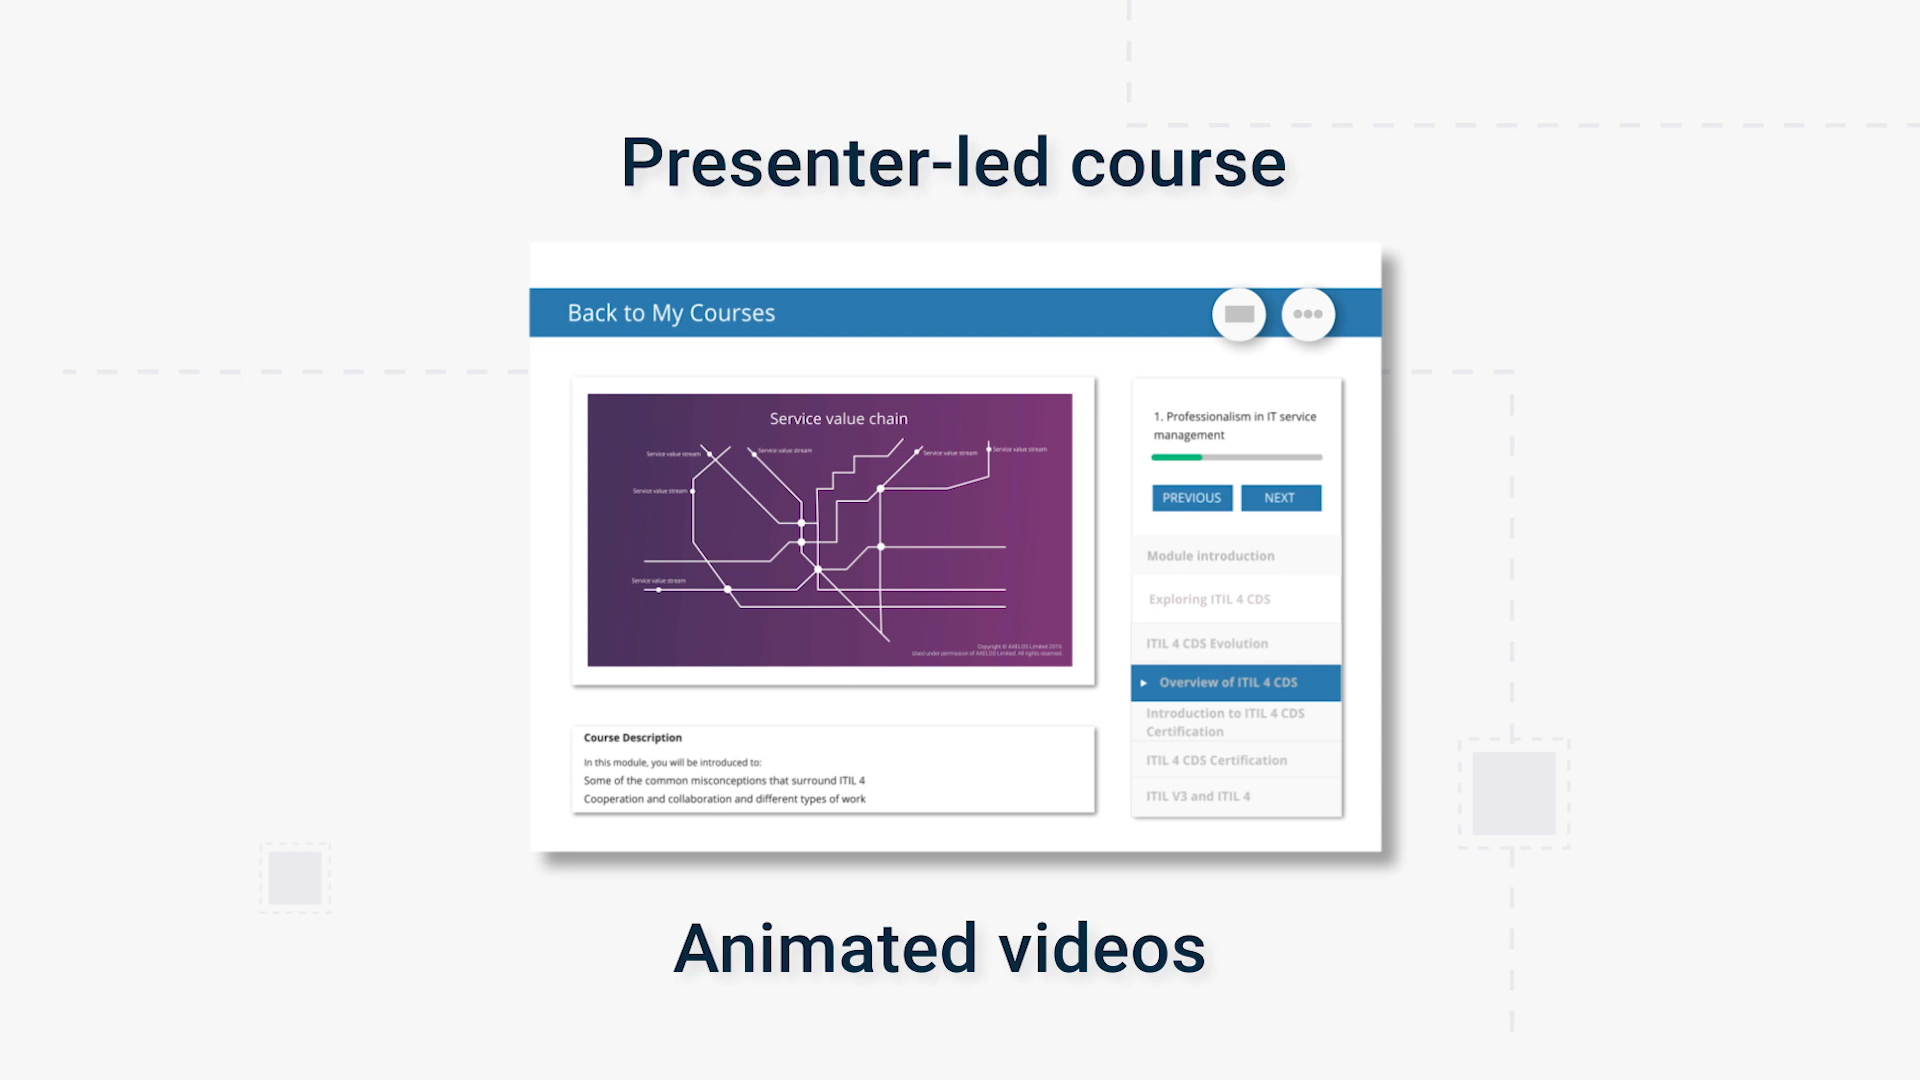 Presenter-led course
Back to My Courses
Service value chain
Service value stream
Service value stream
Service value stream
Service value stream
Service value stream
Service value stream
Copyright © AXELOS Limited 2019
Used under permission of AXELOS Limited. All rights reserved.
Course Description
In this module, you will be introduced to:
Some of the common misconceptions that surround ITIL 4
Cooperation and collaboration and different types of work
1. Professionalism in IT service
management
PREVIOUS
NEXT
Module introduction
Exploring ITIL 4 CDS
ITIL 4 CDS Evolution
Overview of ITIL 4 CDS
Introduction to ITIL 4 CDS
Certification
ITIL 4 CDS Certification
ITIL V3 and ITIL 4
Animated videos